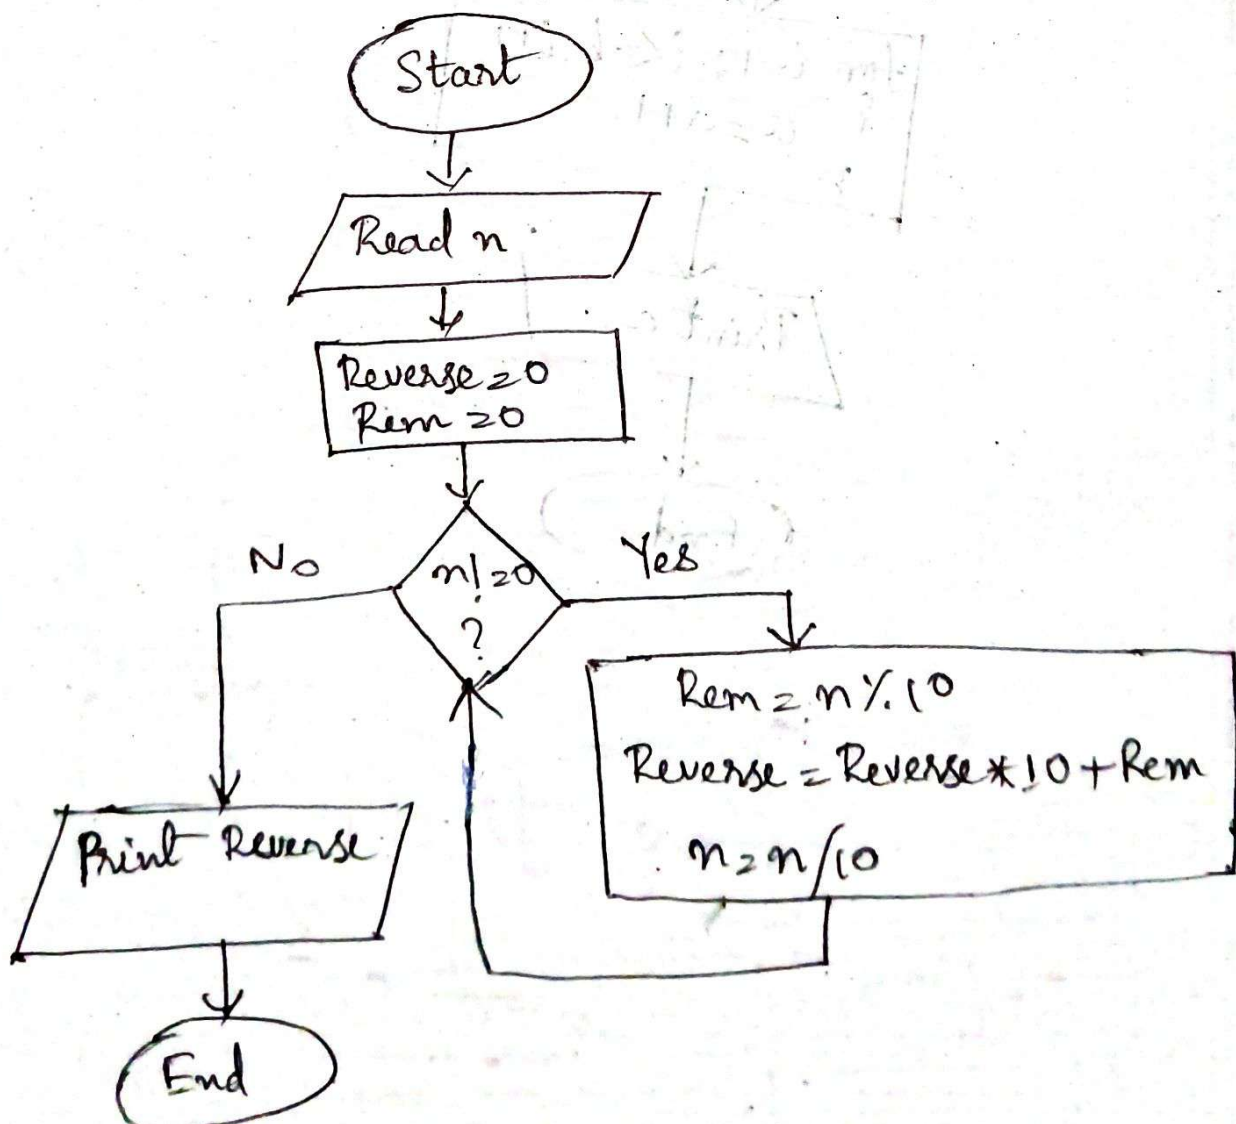 Start
Read n
Reverse = 0
Rem = 0
n! = 0
?
No
Yes
Rem = n % 10
Reverse = Reverse * 10 + Rem
n = n / 10
Print Reverse
End